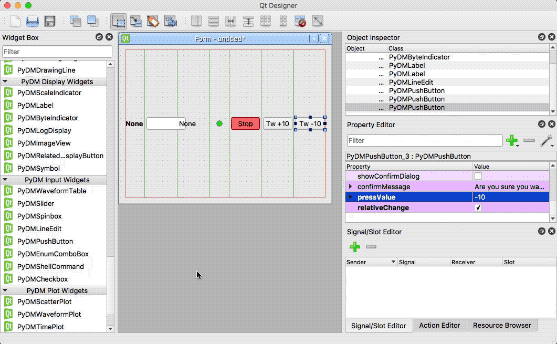 Qt Designer
Widget Box
Filter
PyDMDrawingLine
PyDM Display Widgets
PyDMScaleIndicator
PyDMLabel
PyDMByteIndicator
PyDMLogDisplay
PyDMImageView
PyDMRelated...splayButton
PyDMSymbol
PyDM Input Widgets
PyDMWaveformTable
PyDMSlider
PyDMSpinbox
PyDMLineEdit
PyDMPushButton
PyDMEnumComboBox
PyDMShellCommand
PyDMCheckbox
PyDM Plot Widgets
PyDMScatterPlot
PyDMWaveformPlot
PyDMTimePlot
Form - untitled*
None None Stop Tw +10 Tw -10
Object Inspector
Object Class
... PyDMByteIndicator
... PyDMLabel
... PyDMLabel
... PyDMLineEdit
... PyDMPushButton
... PyDMPushButton
... PyDMPushButton
Property Editor
Filter
PyDMPushButton_3 : PyDMPushButton
Property Value
showConfirmDialog
confirmMessage Are you sure you wa...
pressValue -10
relativeChange
Signal/Slot Editor
Sender Signal Receiver Slot
Signal/Slot Editor Action Editor Resource Browser